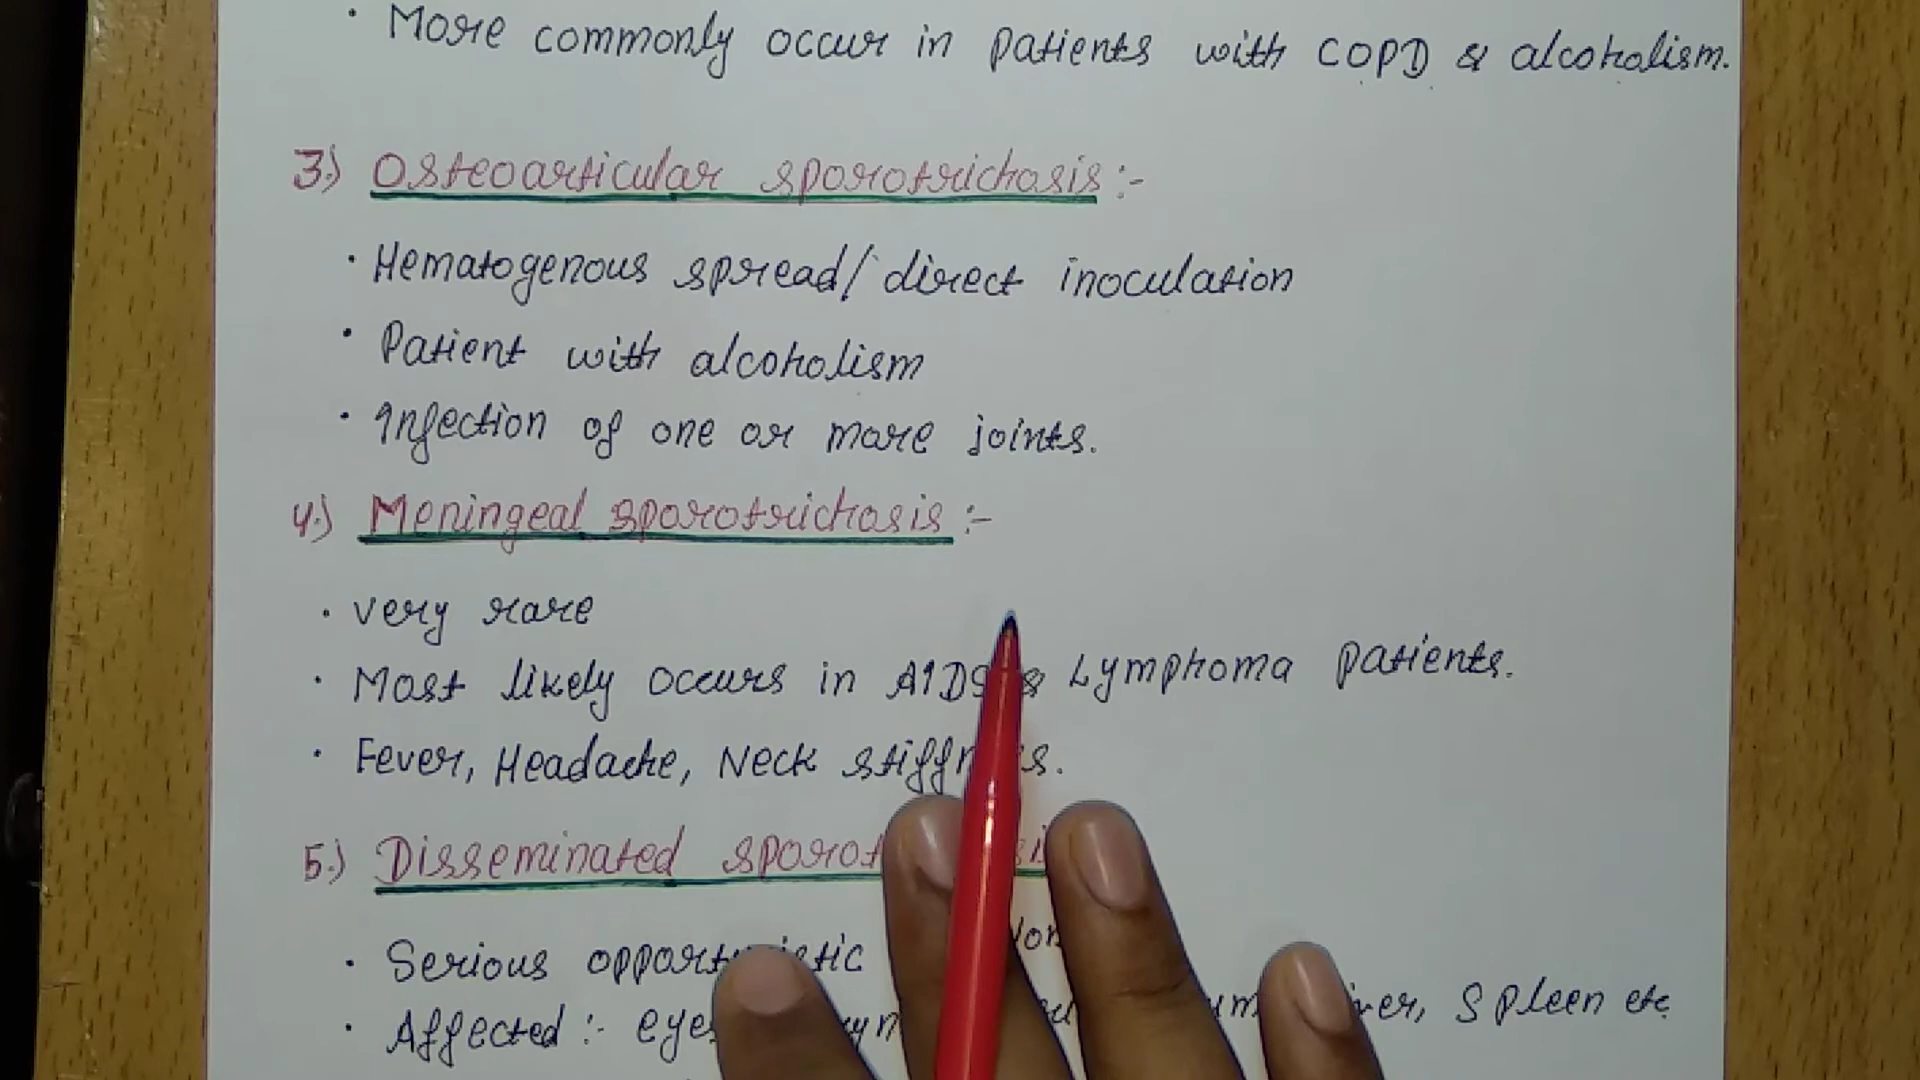 · More commonly occur in patients with COPD & alcoholism.
3.) Osteoarticular sporotrichosis :-
· Hematogenous spread/direct inoculation
· Patient with alcoholism
· Infection of one or more joints.
4.) Meningeal sporotrichosis :-
· very rare
· Most likely occurs in AIDS & Lymphoma patients.
· Fever, Headache, Neck stiffness.
5.) Disseminated
· Serious
· Affected :- Spleen etc